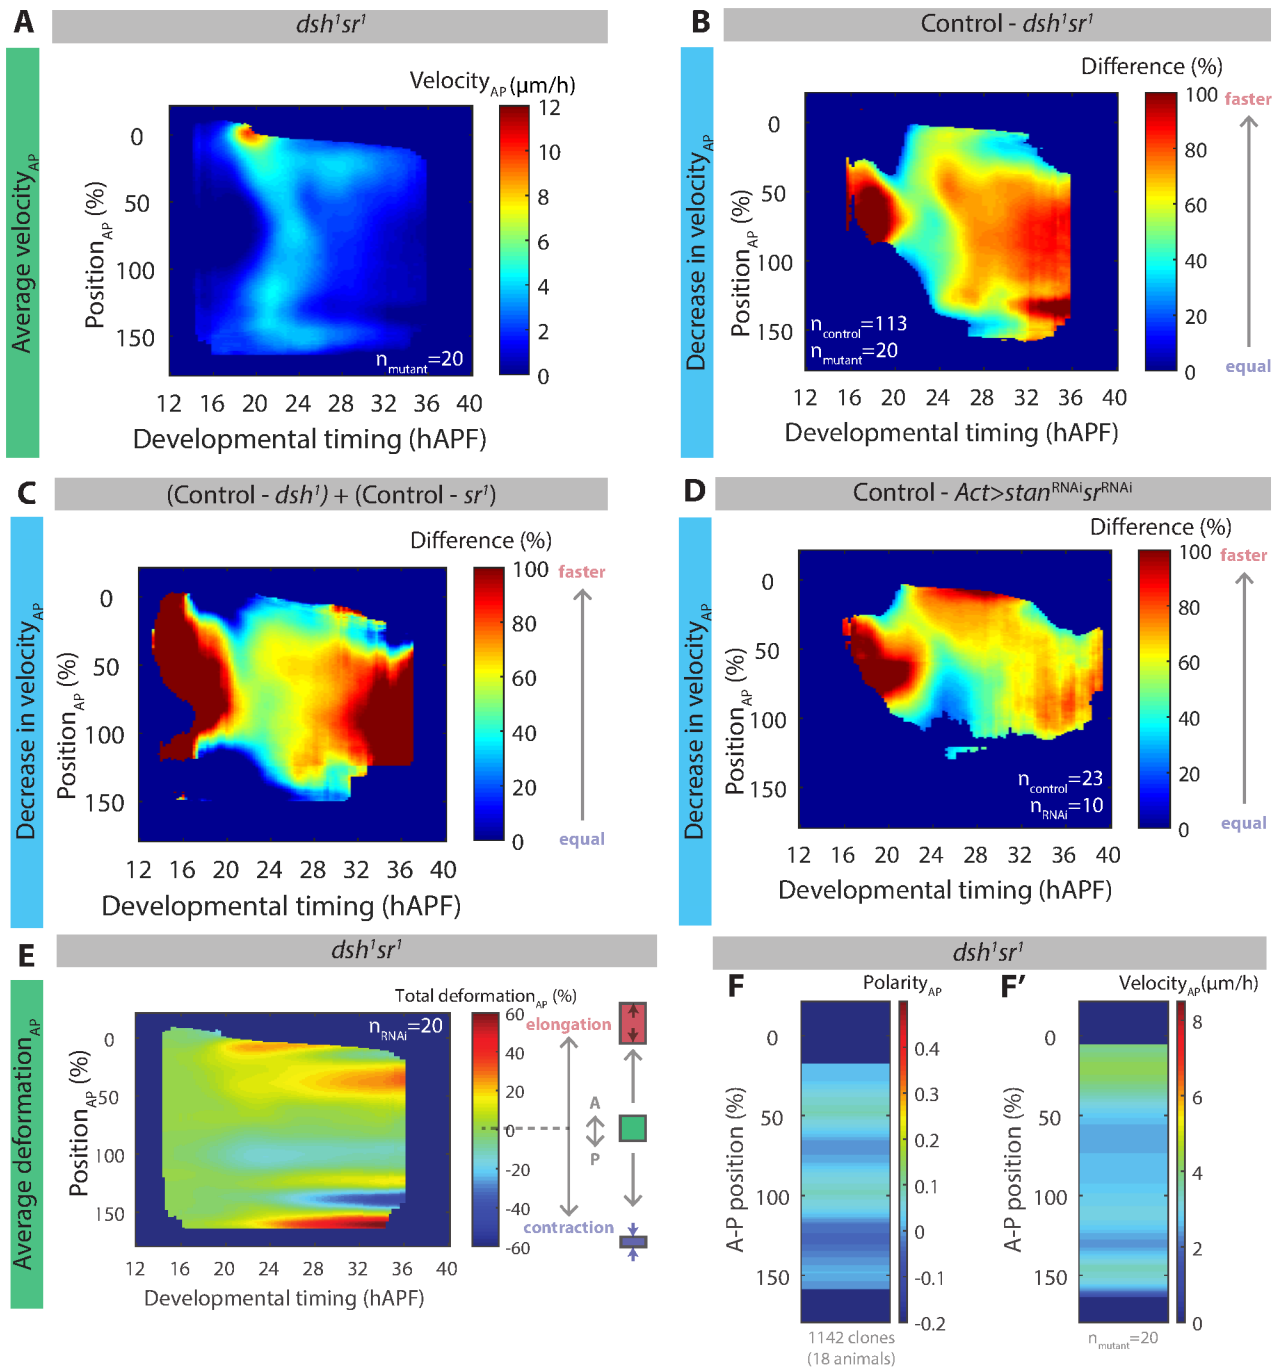 A
dsh¹sr¹
Average velocity_AP
Velocity_AP (µm/h)
Position_AP (%)
0
50
100
150
12
10
8
6
4
2
0
n_mutant=20
12 16 20 24 28 32 36 40
Developmental timing (hAPF)
B
Control - dsh¹sr¹
Decrease in velocity_AP
Difference (%)
Position_AP (%)
0
50
100
150
100
80
60
40
20
0
faster
equal
n_control=113
n_mutant=20
12 16 20 24 28 32 36 40
Developmental timing (hAPF)
C
(Control - dsh¹) + (Control - sr¹)
Decrease in velocity_AP
Difference (%)
Position_AP (%)
0
50
100
150
100
80
60
40
20
0
faster
equal
12 16 20 24 28 32 36 40
Developmental timing (hAPF)
D
Control - Act>stan^RNAi sr^RNAi
Decrease in velocity_AP
Difference (%)
Position_AP (%)
0
50
100
150
100
80
60
40
20
0
faster
equal
n_control=23
n_RNAi=10
12 16 20 24 28 32 36 40
Developmental timing (hAPF)
E
dsh¹sr¹
Average deformation_AP
Total deformation_AP (%)
Position_AP (%)
0
50
100
150
n_RNAi=20
60
40
20
0
-20
-40
-60
elongation
A
P
contraction
12 16 20 24 28 32 36 40
Developmental timing (hAPF)
dsh¹sr¹
F
Polarity_AP
A-P position (%)
0
50
100
150
0.4
0.3
0.2
0.1
0
-0.1
-0.2
1142 clones
(18 animals)
F'
Velocity_AP(µm/h)
A-P position (%)
0
50
100
150
8
6
4
2
0
n_mutant=20